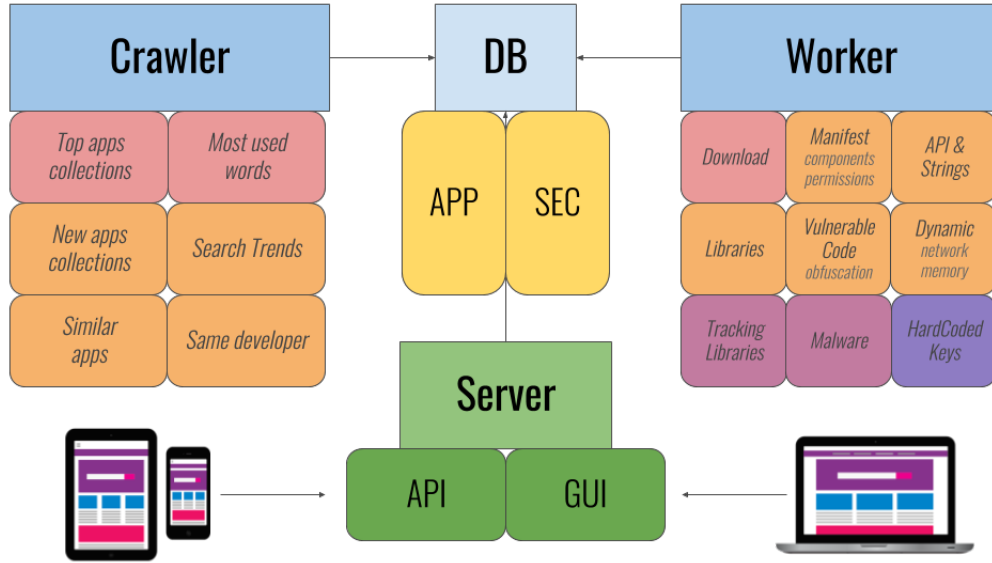 Crawler
DB
Worker
Top apps
collections
Most used
words
New apps
collections
Search Trends
Similar
apps
Same developer
APP
SEC
Download
Manifest
components
permissions
API &
Strings
Libraries
Vulnerable
Code
obfuscation
Dynamic
network
memory
Tracking
Libraries
Malware
HardCoded
Keys
Server
API
GUI